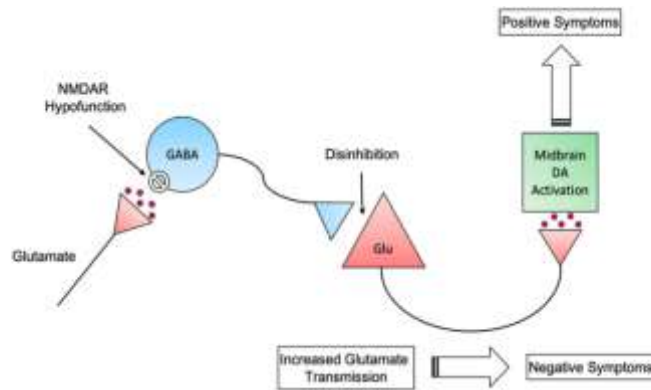 Positive Symptoms
NMDAR
Hypofunction
GABA
Disinhibition
Midbrain
DA
Activation
Glutamate
Glu
Increased Glutamate
Transmission
Negative Symptoms